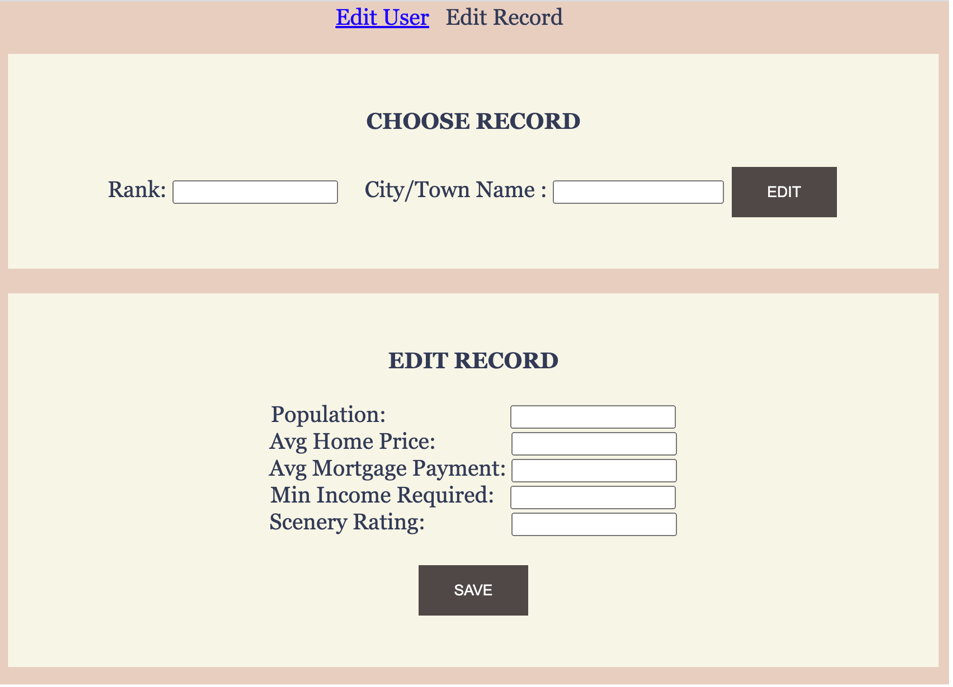 Edit User Edit Record
CHOOSE RECORD
Rank: City/Town Name : EDIT
EDIT RECORD
Population:
Avg Home Price:
Avg Mortgage Payment:
Min Income Required:
Scenery Rating:
SAVE